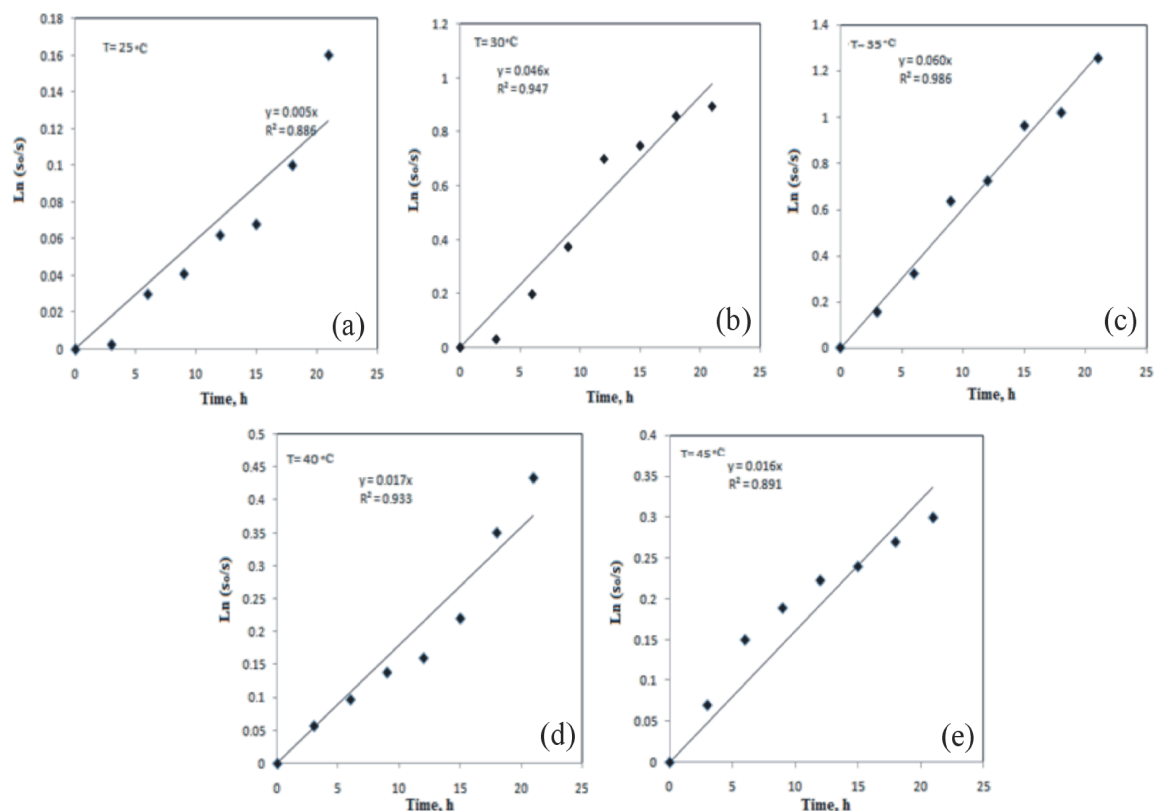 0.18
0.16
0.14
0.12
0.1
0.08
0.06
0.04
0.02
0
Ln (so/s)
T= 25 °C
y = 0.005x
R² = 0.886
(a)
0 5 10 15 20 25
Time, h
1.2
1
0.8
0.6
0.4
0.2
0
Ln (so/s)
T=30°C
y = 0.046x
R² = 0.947
(b)
0 5 10 15 20 25
Time, h
1.4
1.2
1
0.8
0.6
0.4
0.2
0
Ln (so/s)
T- 35 °C
y = 0.060x
R² = 0.986
(c)
0 5 10 15 20 25
Time, h
0.5
0.45
0.4
0.35
0.3
0.25
0.2
0.15
0.1
0.05
0
Ln (so/s)
T= 40 °C
y = 0.017x
R² = 0.933
(d)
0 5 10 15 20 25
Time, h
0.4
0.35
0.3
0.25
0.2
0.15
0.1
0.05
0
Ln (so/s)
T= 45°C
y = 0.016x
R² = 0.891
(e)
0 5 10 15 20 25
Time, h